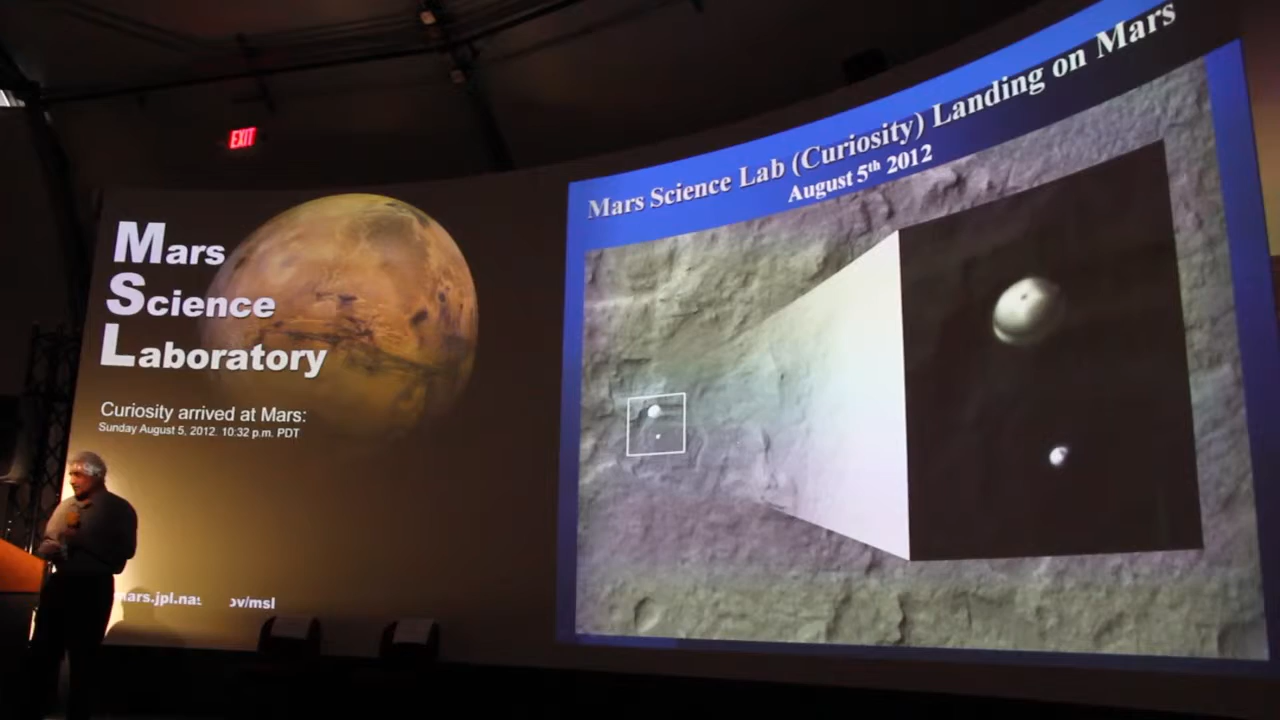 EXIT
Mars
Science
Laboratory
Curiosity arrived at Mars:
Sunday August 5, 2012. 10:32 p.m. PDT
Mars Science Lab (Curiosity) Landing on Mars
August 5th 2012